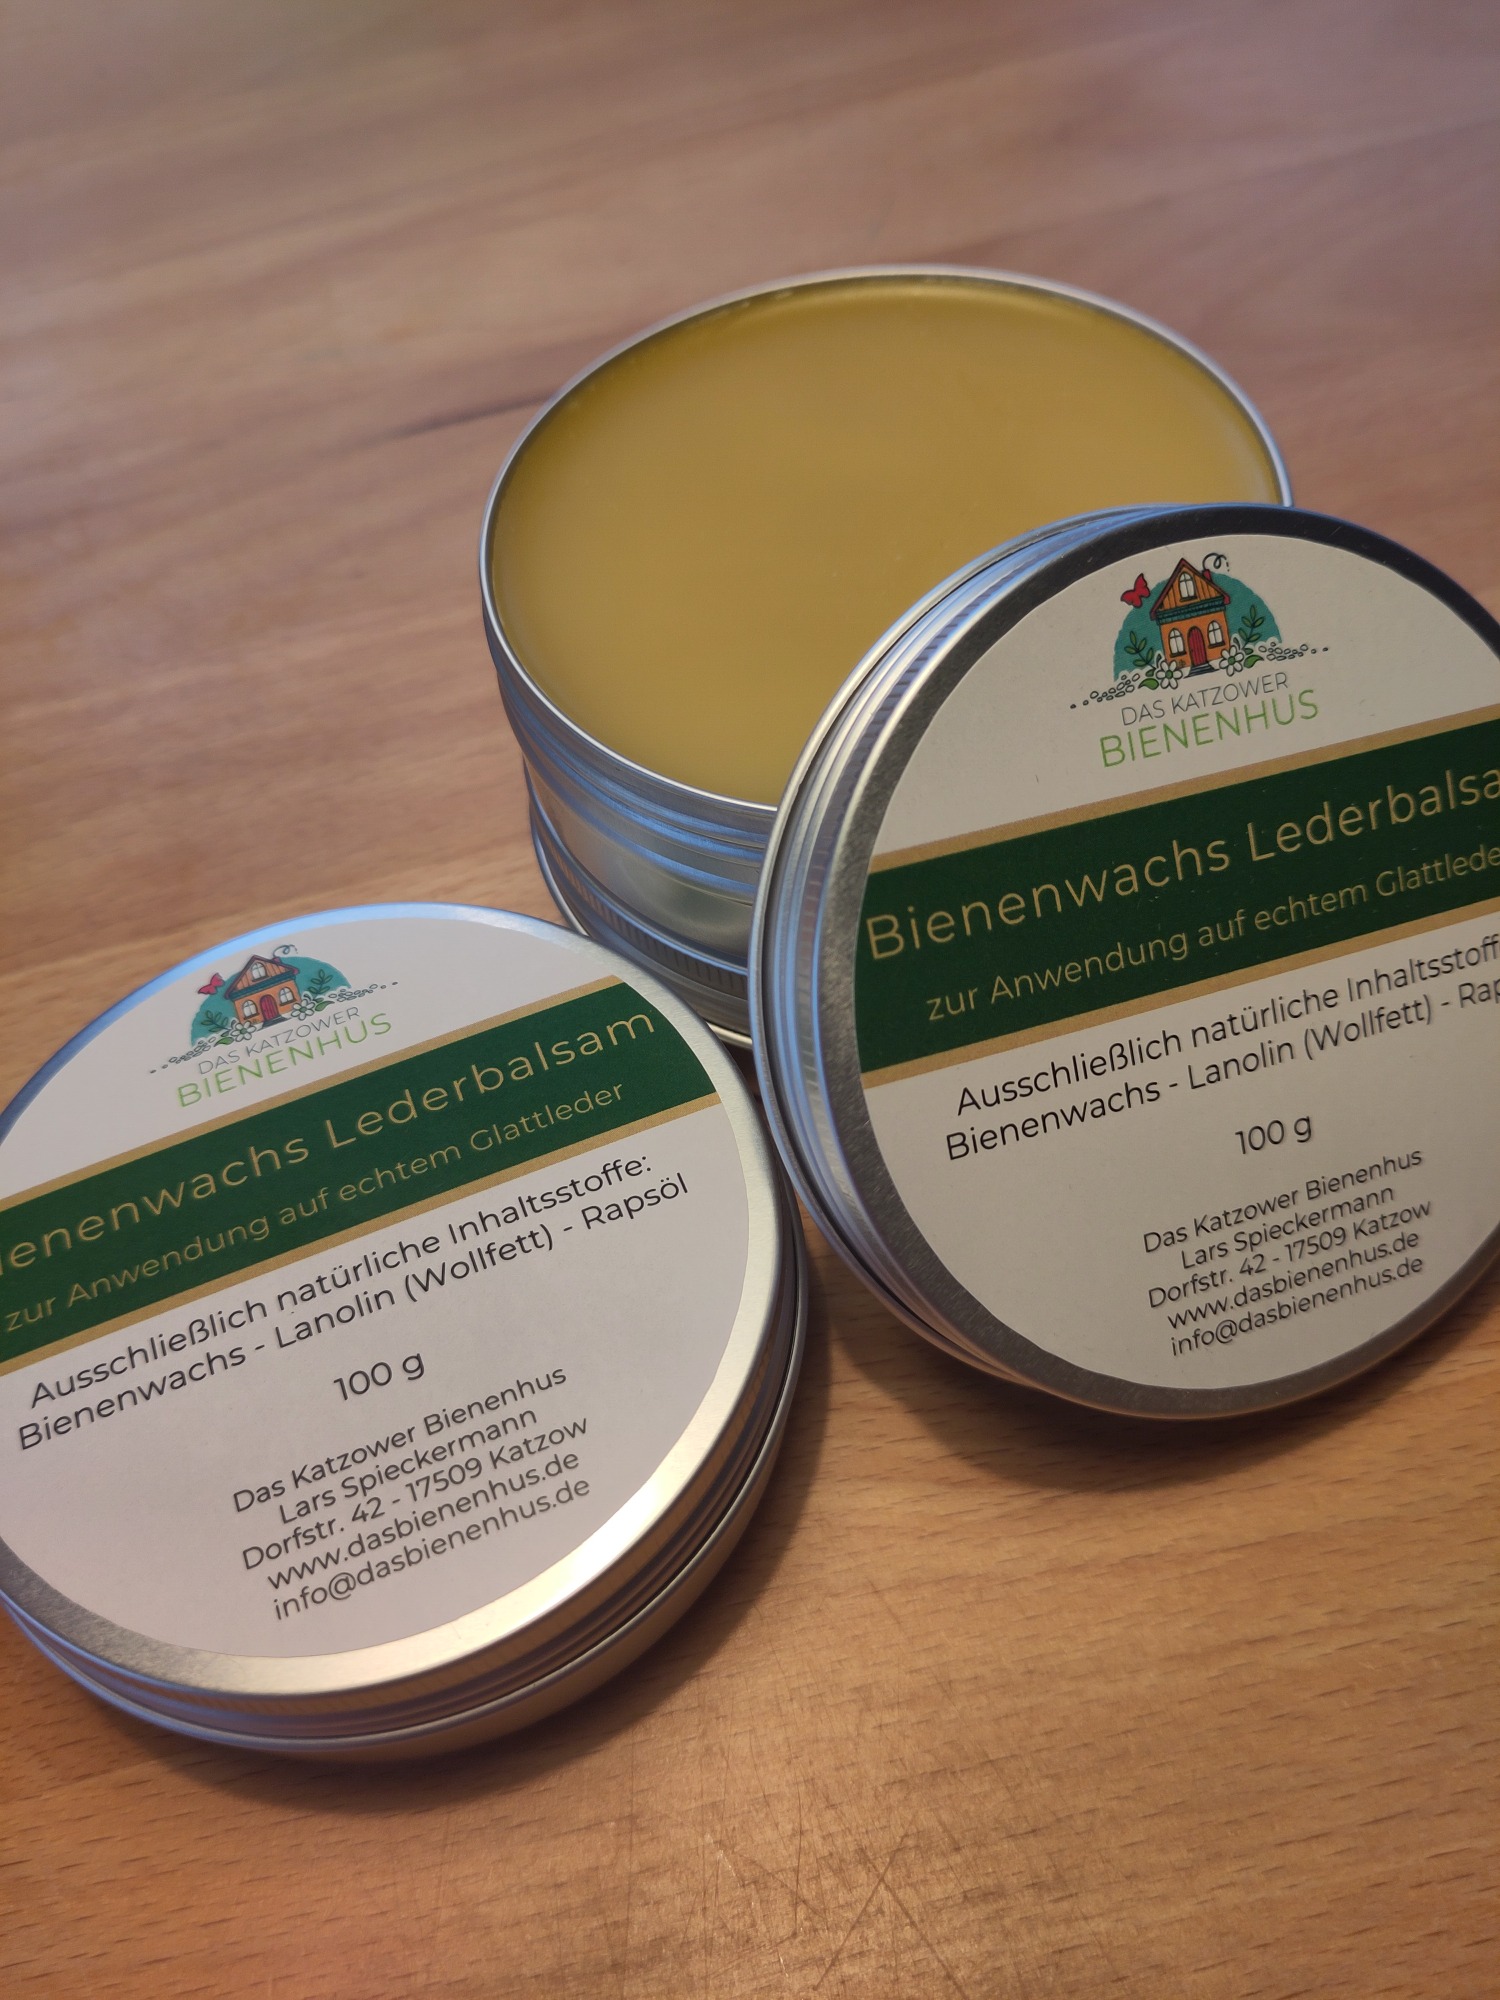 DAS KATZOWER
BIENENHUS
Bienenwachs Lederbalsa
zur Anwendung auf echtem Glattlede
Ausschließlich natürliche Inhaltsstoff
Bienenwachs - Lanolin (Wollfett) - Rap
100 g
Das Katzower Bienenhus
Lars Spieckermann
Dorfstr. 42 - 17509 Katzow
www.dasbienenhus.de
info@dasbienenhus.de
DAS KATZOWER
BIENENHUS
ienenwachs Lederbalsam
zur Anwendung auf echtem Glattleder
Ausschließlich natürliche Inhaltsstoffe:
Bienenwachs - Lanolin (Wollfett) - Rapsöl
100 g
Das Katzower Bienenhus
Lars Spieckermann
Dorfstr. 42 - 17509 Katzow
www.dasbienenhus.de
info@dasbienenhus.de